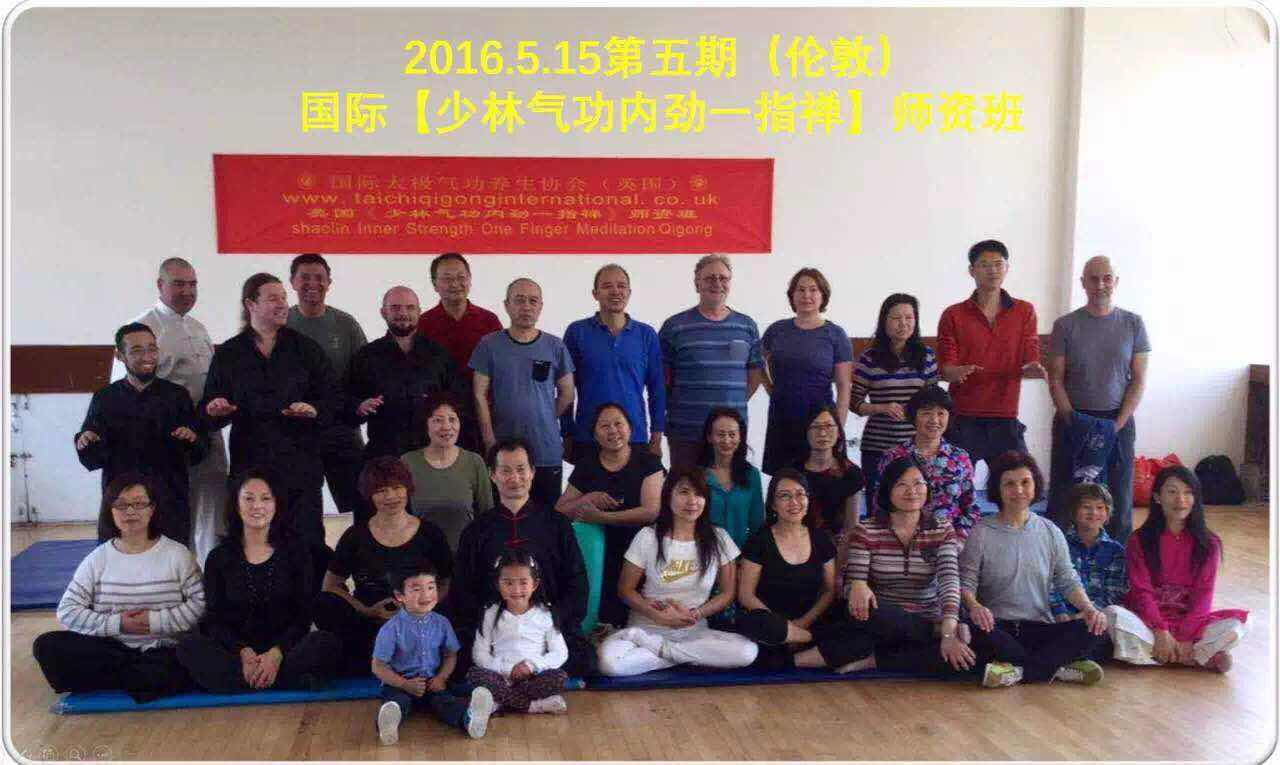 2016.5.15第五期（伦敦）
国际【少林气功内劲一指禅】师资班
国际太极气功养生协会（英国）
www.taichiqigonginternational.co.uk
英国《少林气功内劲一指禅》师资班
shaolin Inner Strength One Finger Meditation Qigong
NIKE